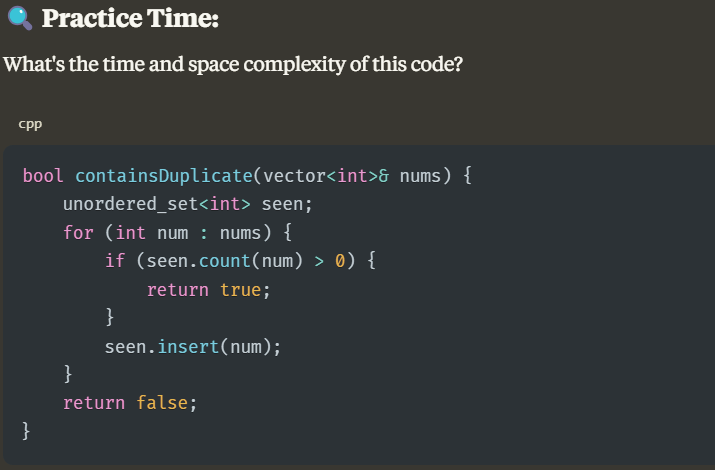 🔍 Practice Time:
What's the time and space complexity of this code?
cpp
bool containsDuplicate(vector<int>& nums) {
    unordered_set<int> seen;
    for (int num : nums) {
        if (seen.count(num) > 0) {
            return true;
        }
        seen.insert(num);
    }
    return false;
}